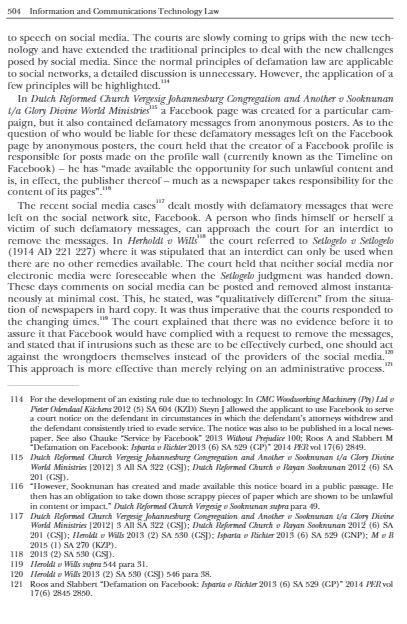 504 Information and Communications Technology Law
to speech on social media. The courts are slowly coming to grips with the new tech-
nology and have extended the traditional principles to deal with the new challenges
posed by social media. Since the normal principles of defamation law are applicable
to social networks, a detailed discussion is unnecessary. However, the application of a
few principles will be highlighted.114
In Dutch Reformed Church Vergesig Johannesburg Congregation and Another v Sooknunan
t/a Glory Divine World Ministries115 a Facebook page was created for a particular cam-
paign, but it also contained defamatory messages from anonymous posters. As to the
question of who would be liable for these defamatory messages left on the Facebook
page by anonymous posters, the court held that the creator of a Facebook profile is
responsible for posts made on the profile wall (currently known as the Timeline on
Facebook) – he has “made available the opportunity for such unlawful content and
is, in effect, the publisher thereof – much as a newspaper takes responsibility for the
content of its pages”.116
The recent social media cases117 dealt mostly with defamatory messages that were
left on the social network site, Facebook. A person who finds himself or herself a
victim of such defamatory messages, can approach the court for an interdict to
remove the messages. In Herholdt v Wills118 the court referred to Setlogelo v Setlogelo
(1914 AD 221 227) where it was stipulated that an interdict can only be used when
there are no other remedies available. The court held that neither social media nor
electronic media were foreseeable when the Setlogelo judgment was handed down.
These days comments on social media can be posted and removed almost instanta-
neously at minimal cost. This, he stated, was “qualitatively different” from the situa-
tion of newspapers in hard copy. It was thus imperative that the courts responded to
the changing times.119 The court explained that there was no evidence before it to
assure it that Facebook would have complied with a request to remove the messages,
and stated that if intrusions such as these are to be effectively curbed, one should act
against the wrongdoers themselves instead of the providers of the social media.120
This approach is more effective than merely relying on an administrative process.121
114 For the development of an existing rule due to technology: In CMC Woodworking Machinery (Pty) Ltd v
Pieter Odendaal Kitchens 2012 (5) SA 604 (KZD) Steyn J allowed the applicant to use Facebook to serve
a court notice on the defendant in circumstances in which the defendant’s attorneys withdrew and
the defendant consistently tried to evade service. The notice was also to be published in a local news-
paper. See also Chauke “Service by Facebook” 2013 Without Prejudice 100; Roos A and Slabbert M
“Defamation on Facebook: Isparta v Richter 2013 (6) SA 529 (GP)” 2014 PER vol 17(6) 2849.
115 Dutch Reformed Church Vergesig Johannesburg Congregation and Another v Sooknunan t/a Glory Divine
World Ministries [2012] 3 All SA 322 (GSJ); Dutch Reformed Church v Rayan Sooknunan 2012 (6) SA
201 (GSJ).
116 “However, Sooknunan has created and made available this notice board in a public passage. He
then has an obligation to take down those scrappy pieces of paper which are shown to be unlawful
in content or impact.” Dutch Reformed Church Vergesig v Sooknunan supra para 49.
117 Dutch Reformed Church Vergesig Johannesburg Congregation and Another v Sooknunan t/a Glory Divine
World Ministries [2012] 3 All SA 322 (GSJ); Dutch Reformed Church v Rayan Sooknunan 2012 (6) SA
201 (GSJ); Heroldt v Wills 2013 (2) SA 530 (GSJ); Isparta v Richter 2013 (6) SA 529 (GNP); M v B
2015 (1) SA 270 (KZP).
118 2013 (2) SA 530 (GSJ).
119 Heroldt v Wills supra 544 para 31.
120 Heroldt v Wills 2013 (2) SA 530 (GSJ) 546 para 38.
121 Roos and Slabbert “Defamation on Facebook: Isparta v Richter 2013 (6) SA 529 (GP)” 2014 PER vol
17(6) 2845 2850.